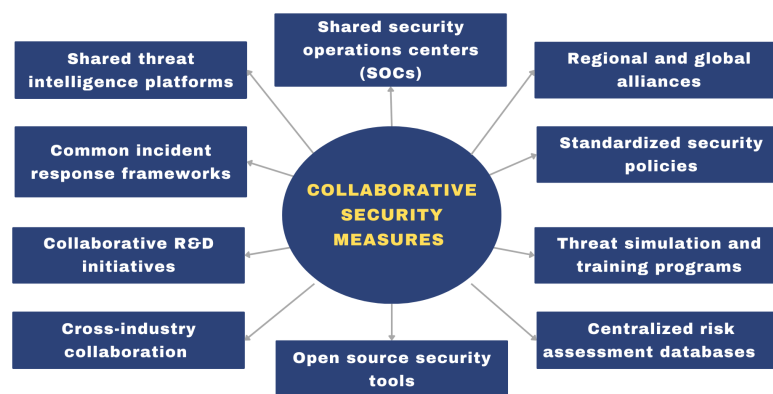 Shared security
operations centers
(SOCs)
Shared threat
intelligence platforms
Regional and global
alliances
Common incident
response frameworks
Standardized security
policies
COLLABORATIVE
SECURITY
MEASURES
Collaborative R&D
initiatives
Threat simulation and
training programs
Cross-industry
collaboration
Centralized risk
assessment databases
Open source security
tools